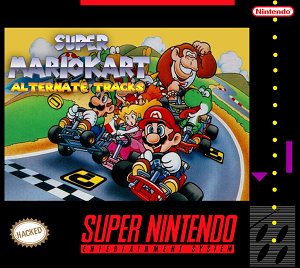 Nintendo
SUPER
MARIOKART
ALTERNATE TRACKS
HACKED
SUPER NINTENDO
ENTERTAINMENT SYSTEM